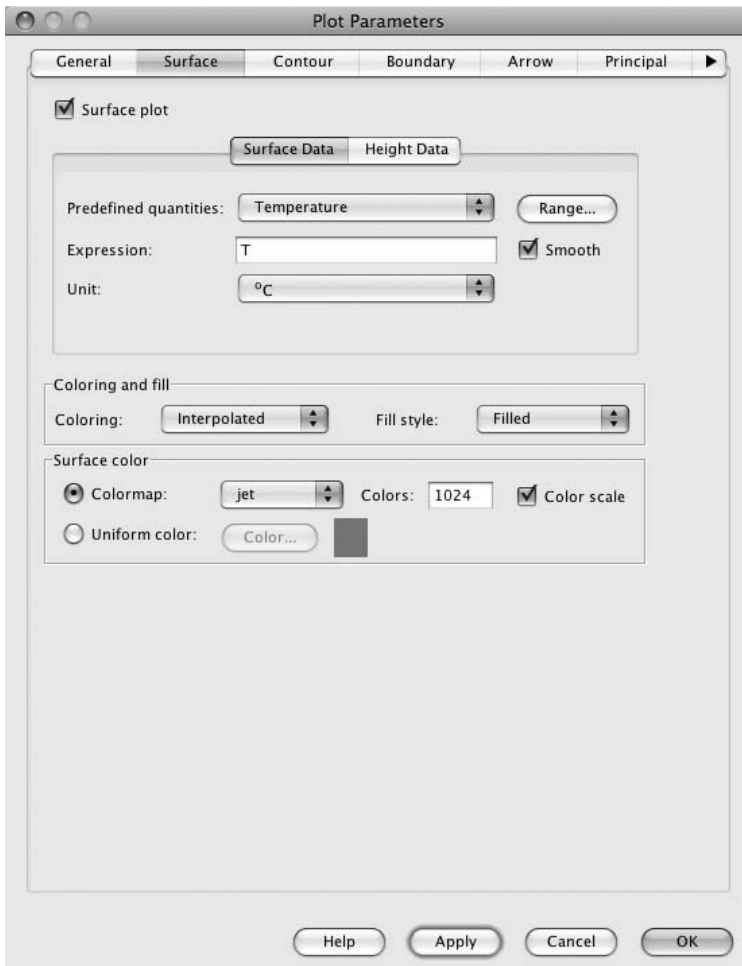 Plot Parameters
General Surface Contour Boundary Arrow Principal
Surface plot
Surface Data Height Data
Predefined quantities: Temperature Range...
Expression: T Smooth
Unit: °C
Coloring and fill
Coloring: Interpolated Fill style: Filled
Surface color
Colormap: jet Colors: 1024 Color scale
Uniform color: Color...
Help Apply Cancel OK